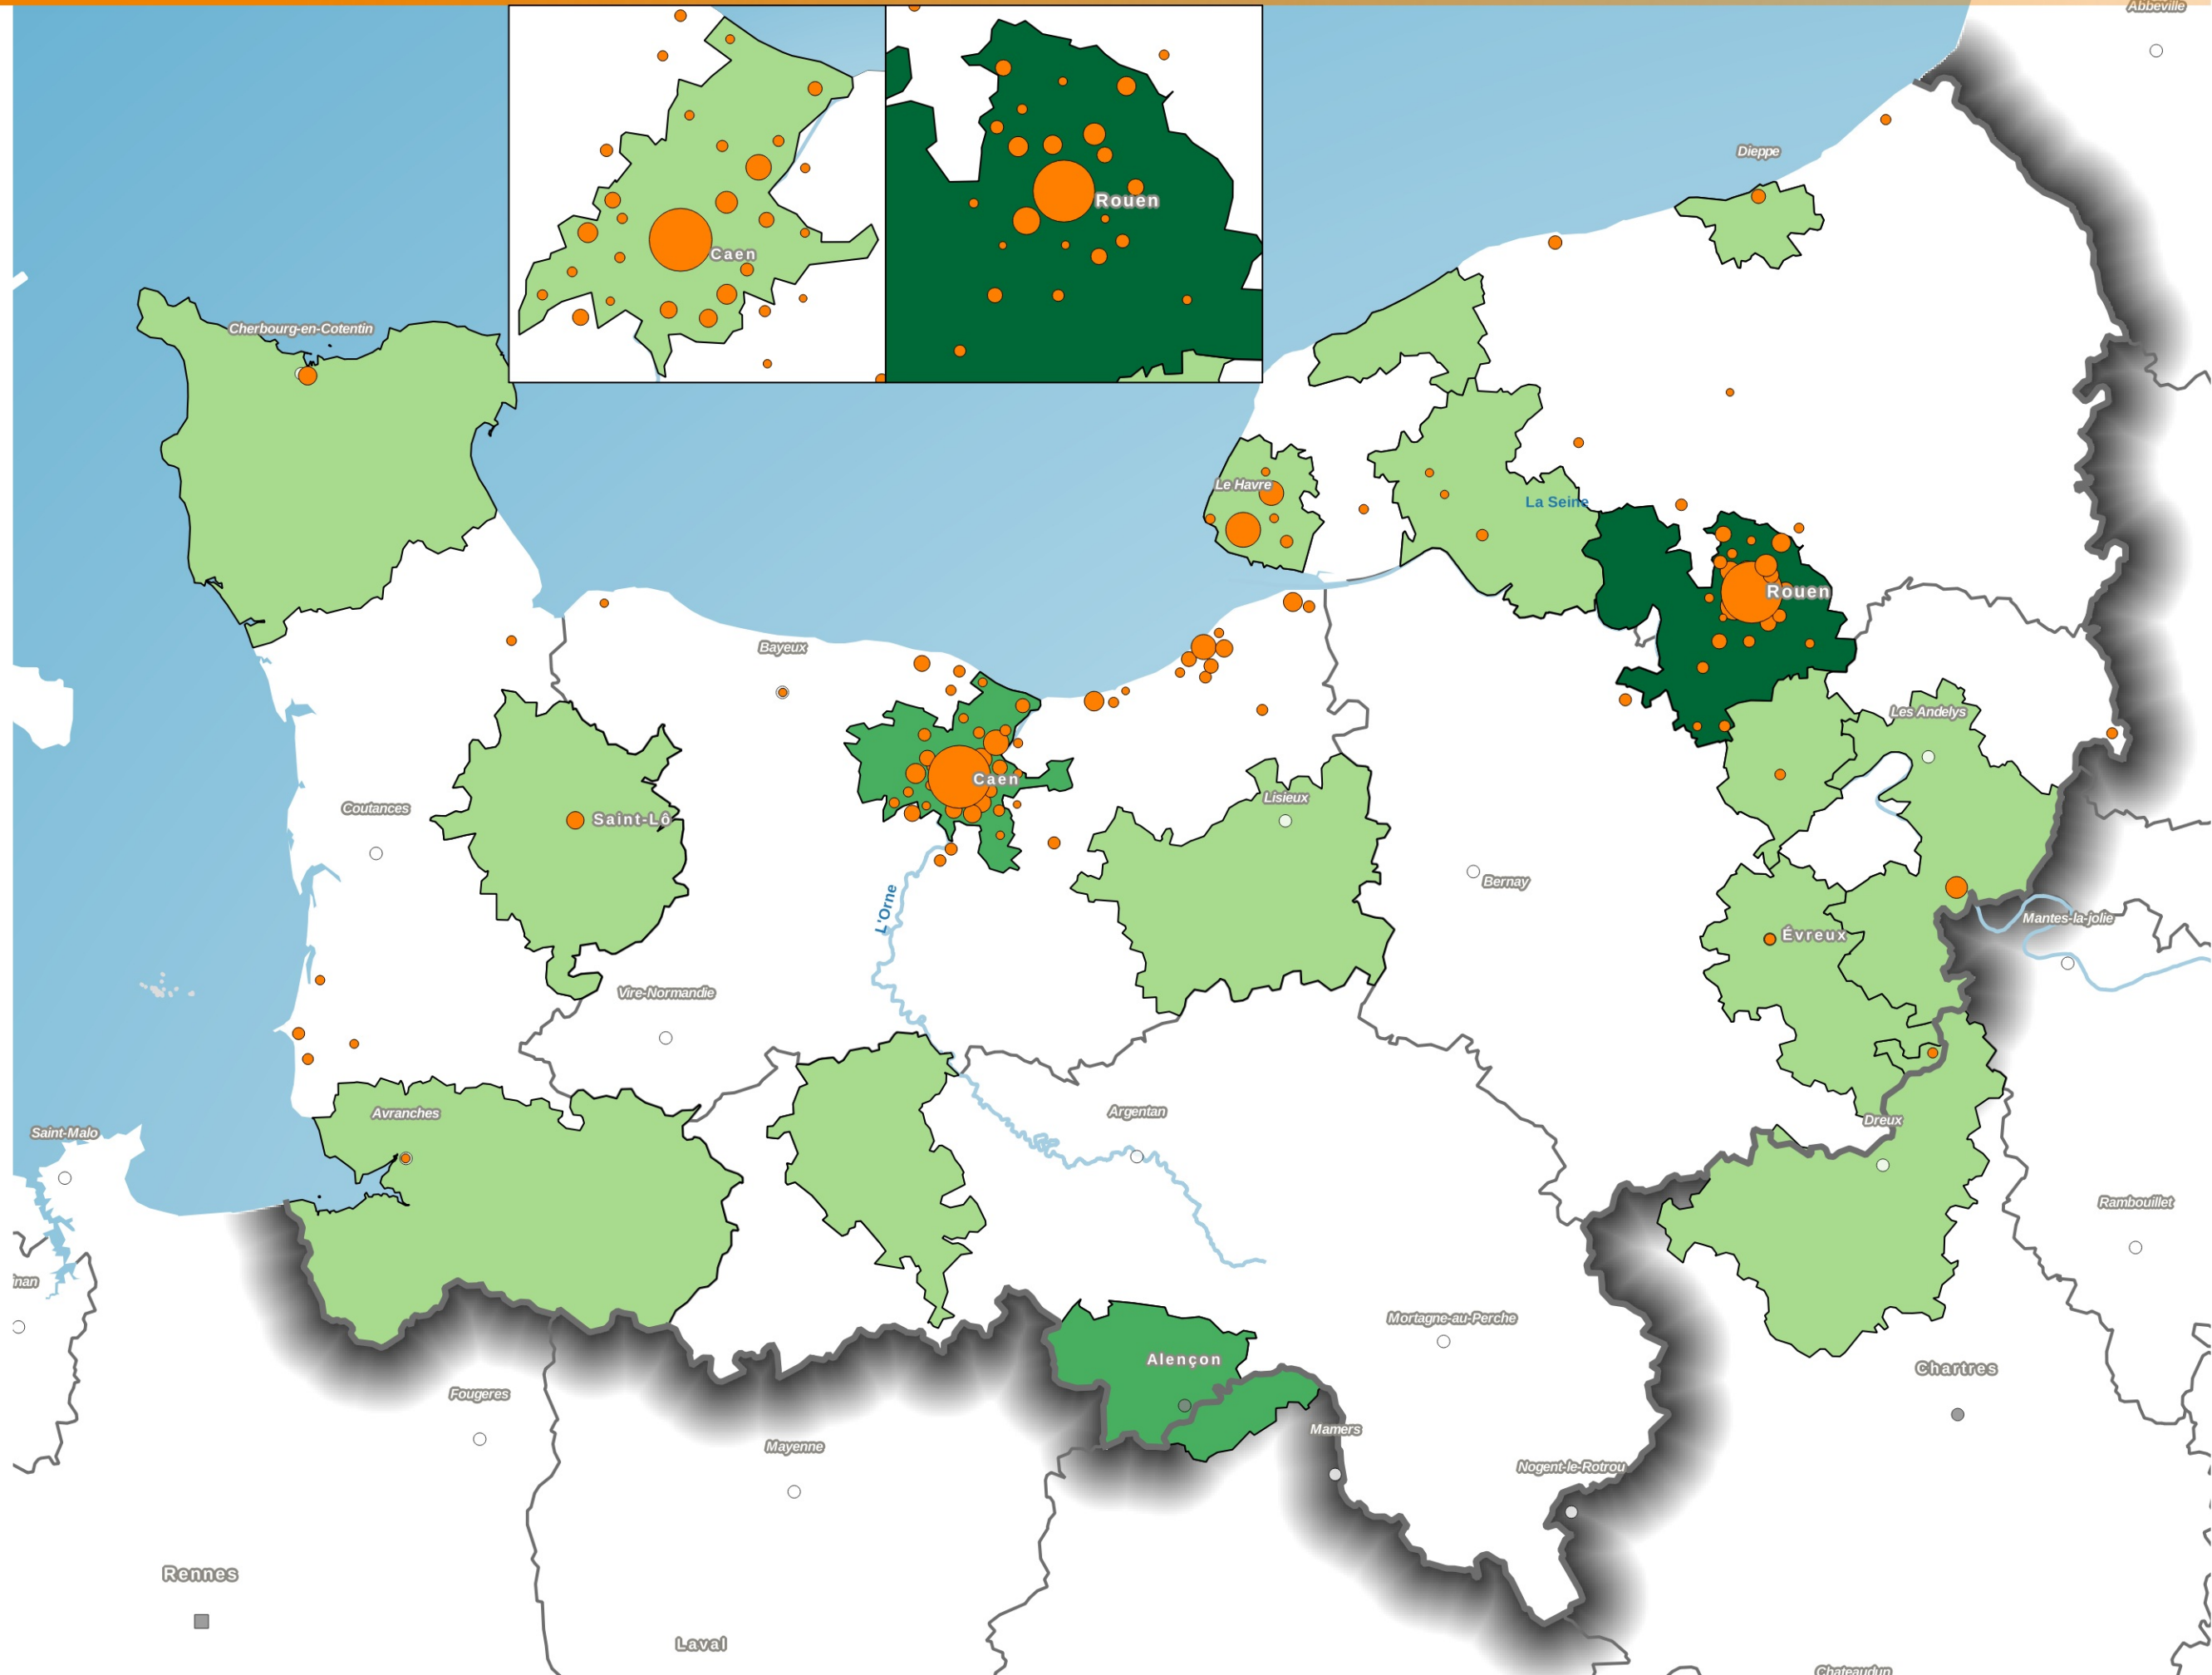 Abbeville
Dieppe
Caen
Rouen
Cherbourg-en-Cotentin
Le Havre
La Seine
Rouen
Bayeux
Les Andelys
Caen
Lisieux
Coutances
Saint-Lô
Bernay
L'Orne
Évreux
Mantes-la-jolie
Vire-Normandie
Avranches
Argentan
Dreux
Saint-Malo
Rambouillet
inan
Mortagne-au-Perche
Alençon
Chartres
Fougeres
Mamers
Mayenne
Nogent-le-Rotrou
Rennes
Laval
Chateaudun